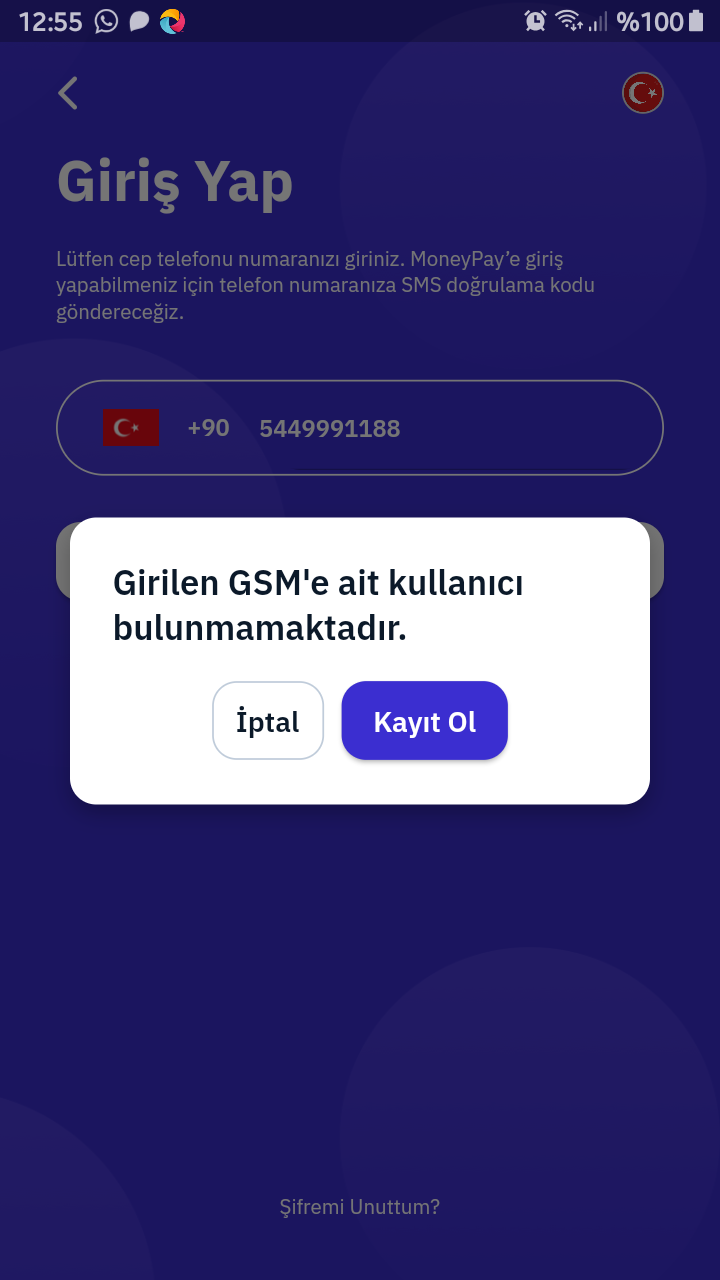 12:55
%100
Giriş Yap
Lütfen cep telefonu numaranızı giriniz. MoneyPay’e giriş
yapabilmeniz için telefon numaranıza SMS doğrulama kodu
göndereceğiz.
+90 5449991188
Girilen GSM'e ait kullanıcı
bulunmamaktadır.
İptal
Kayıt Ol
Şifremi Unuttum?